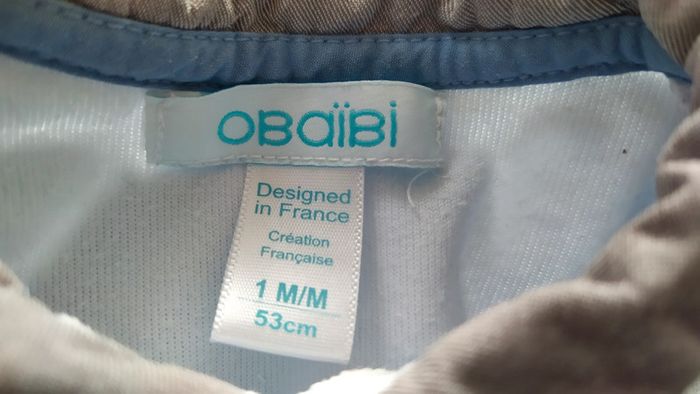 OBaïBi
Designed
in France
Création
Française
1 M/M
53cm